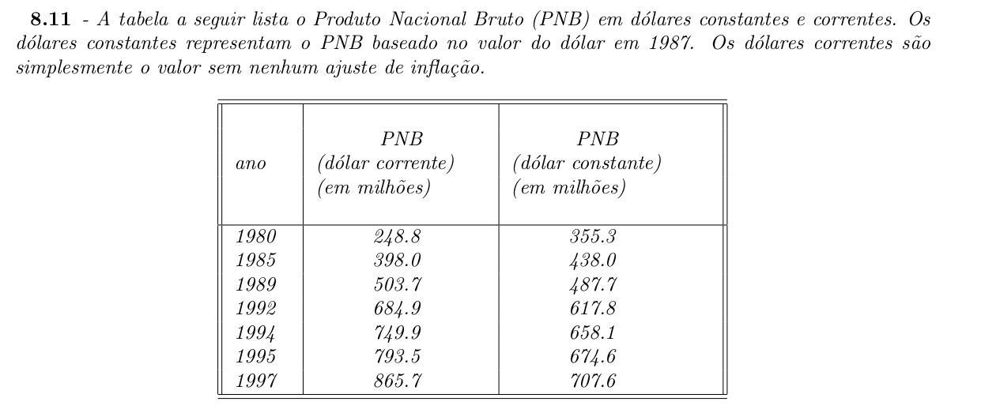 8.11 - A tabela a seguir lista o Produto Nacional Bruto (PNB) em dólares constantes e correntes. Os
dólares constantes representam o PNB baseado no valor do dólar em 1987. Os dólares correntes são
simplesmente o valor sem nenhum ajuste de inflação.
PNB PNB
ano (dólar corrente) (dólar constante)
(em milhões) (em milhões)
1980 248.8 355.3
1985 398.0 438.0
1989 503.7 487.7
1992 684.9 617.8
1994 749.9 658.1
1995 793.5 674.6
1997 865.7 707.6